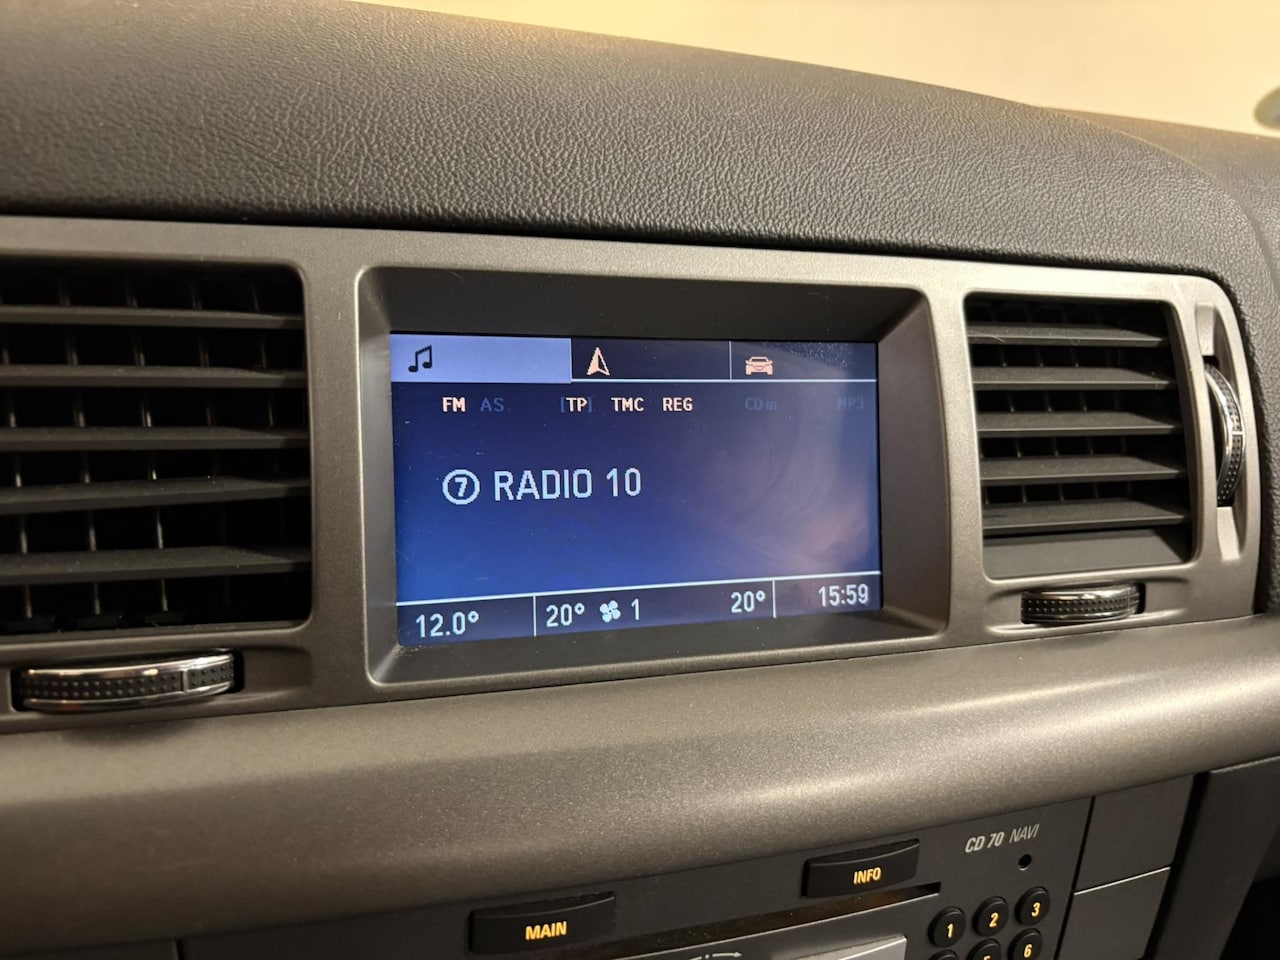 FM AS [TP] TMC REG CD in MP3
7 RADIO 10
12.0° 20° 1 20° 15:59
CD 70 NAVI
INFO
MAIN
1 2 3
6